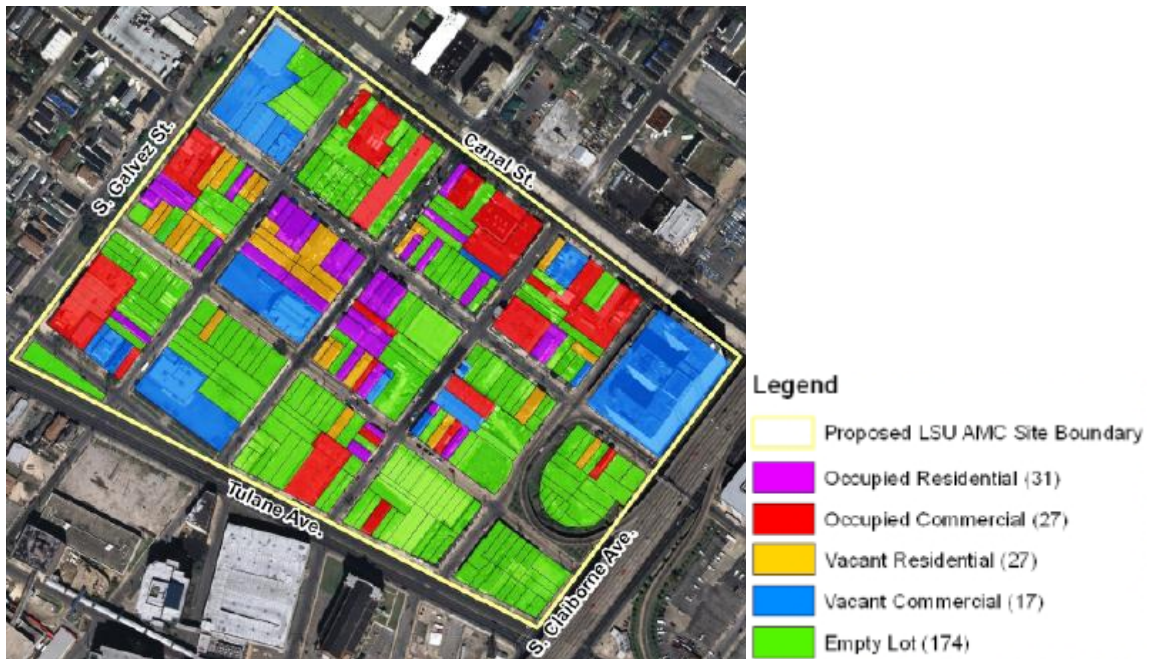 S. Galvez St.
Canal St.
Tulane Ave.
S. Claiborne Ave.
Legend
Proposed LSU AMC Site Boundary
Occupied Residential (31)
Occupied Commercial (27)
Vacant Residential (27)
Vacant Commercial (17)
Empty Lot (174)